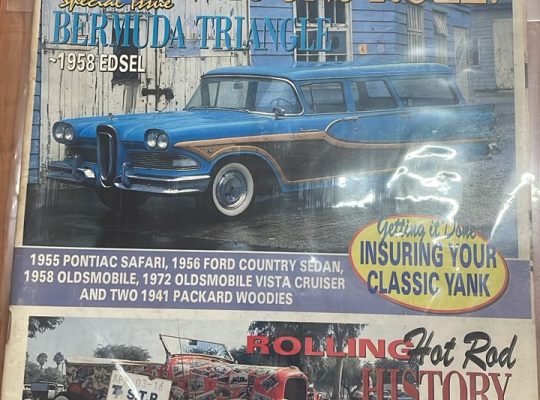 Special Issue
BERMUDA TRIANGLE
~1958 EDSEL
Getting it Done
INSURING YOUR
CLASSIC YANK
1955 PONTIAC SAFARI, 1956 FORD COUNTRY SEDAN,
1958 OLDSMOBILE, 1972 OLDSMOBILE VISTA CRUISER
AND TWO 1941 PACKARD WOODIES
ROLLING Hot Rod
HISTORY
STP